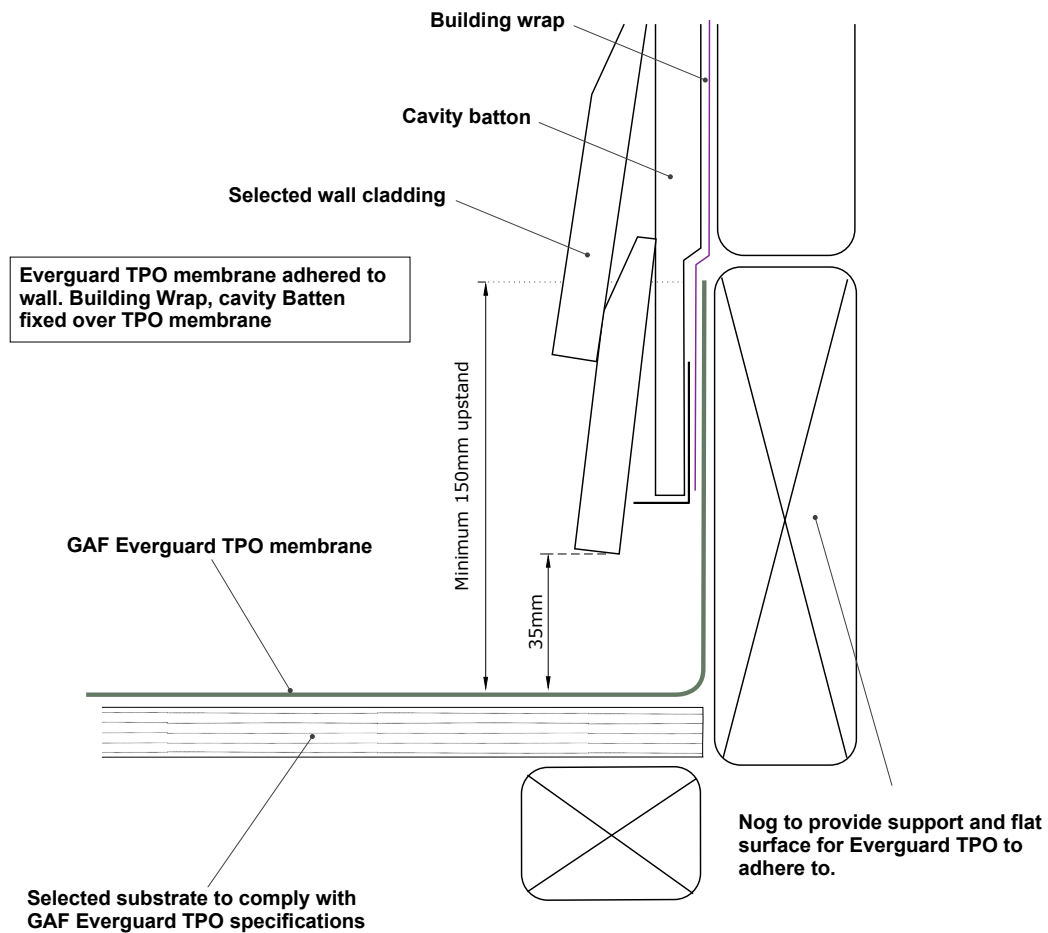 Building wrap
Cavity batton
Selected wall cladding
Everguard TPO membrane adhered to
wall. Building Wrap, cavity Batten
fixed over TPO membrane
Minimum 150mm upstand
GAF Everguard TPO membrane
35mm
Nog to provide support and flat
surface for Everguard TPO to
adhere to.
Selected substrate to comply with
GAF Everguard TPO specifications